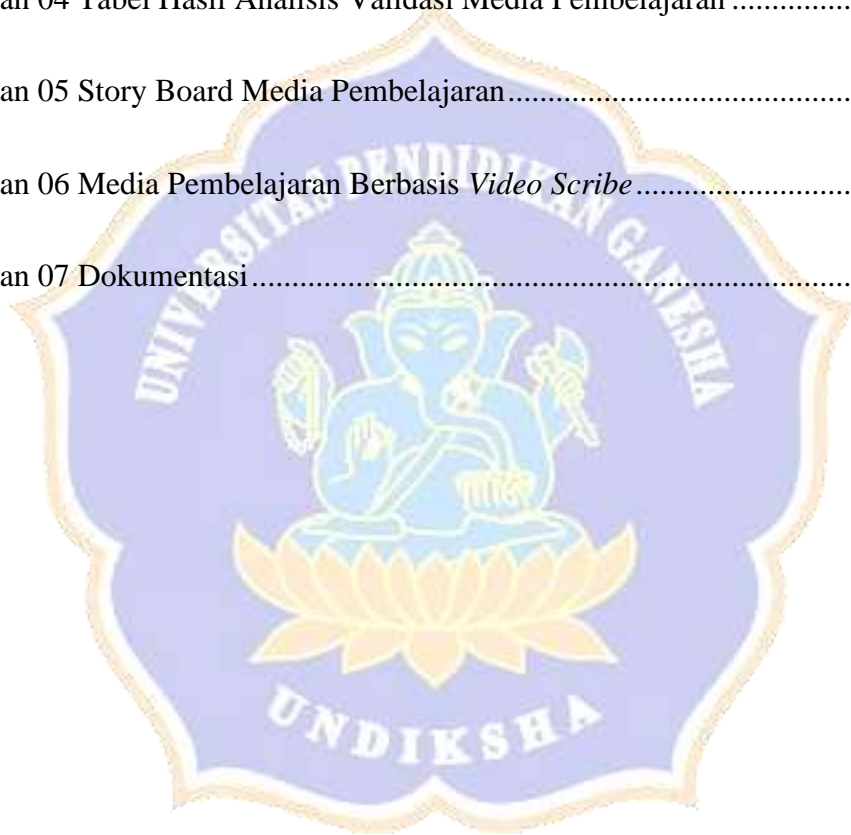 an 04 Tabel Hasil Analisis Validasi Media Pembelajaran ...............
an 05 Story Board Media Pembelajaran...........................................
an 06 Media Pembelajaran Berbasis Video Scribe...........................
an 07 Dokumentasi...........................................................................
UNIVERSITAS PENDIDIKAN GANESHA
UNDIKSHA